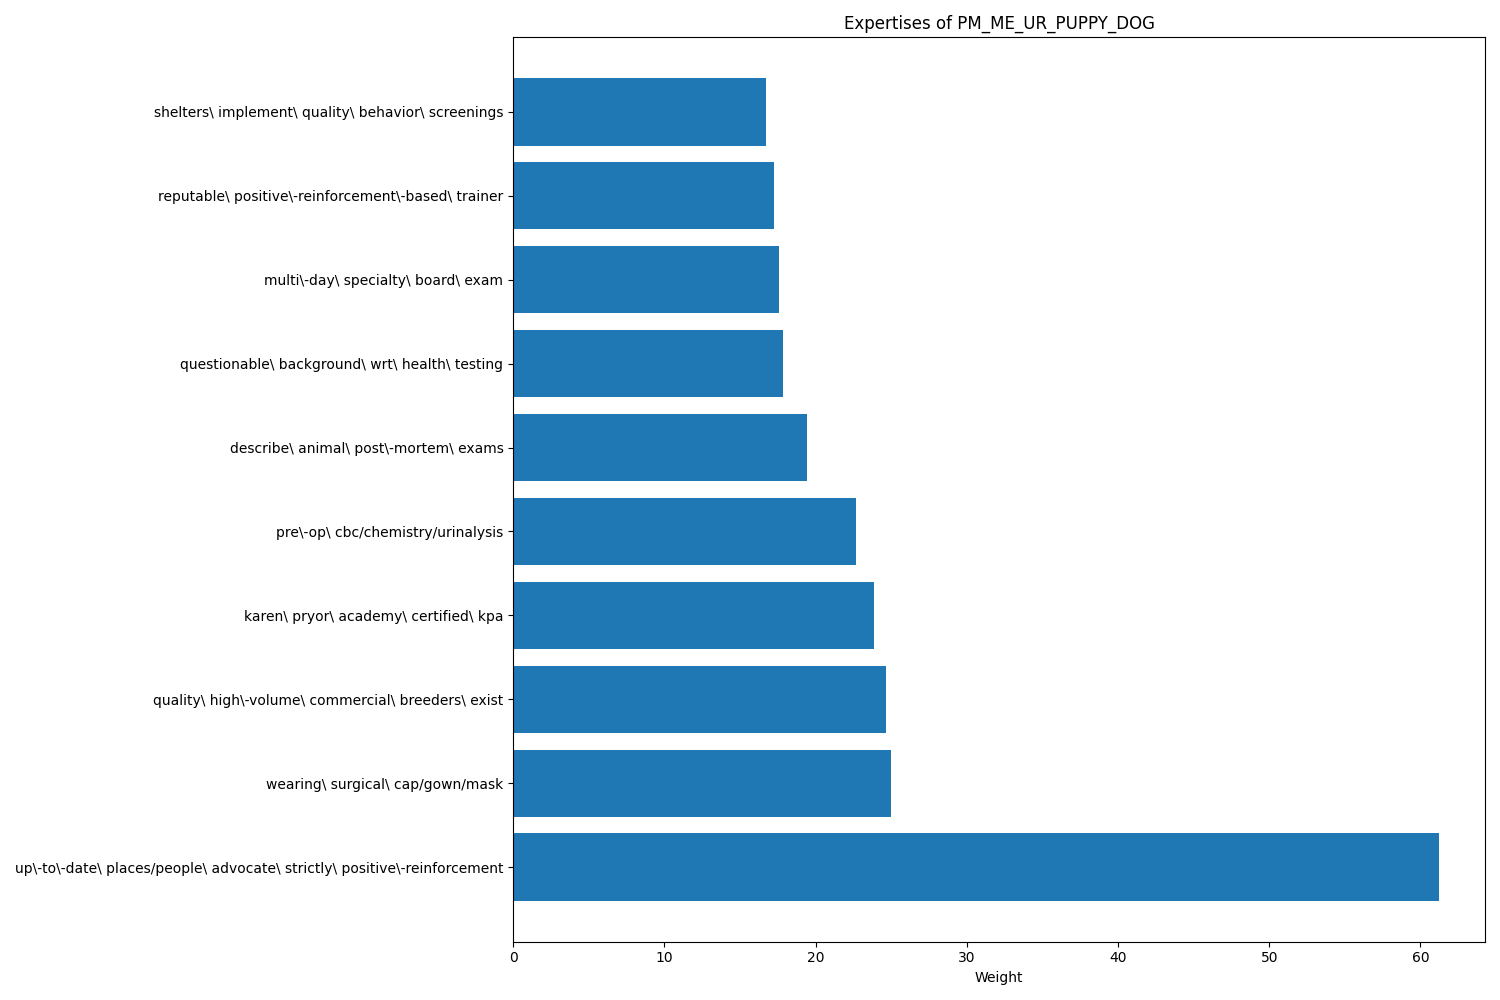 Expertises of PM_ME_UR_PUPPY_DOG
shelters\ implement\ quality\ behavior\ screenings
reputable\ positive\-reinforcement\-based\ trainer
multi\-day\ specialty\ board\ exam
questionable\ background\ wrt\ health\ testing
describe\ animal\ post\-mortem\ exams
pre\-op\ cbc/chemistry/urinalysis
karen\ pryor\ academy\ certified\ kpa
quality\ high\-volume\ commercial\ breeders\ exist
wearing\ surgical\ cap/gown/mask
up\-to\-date\ places/people\ advocate\ strictly\ positive\-reinforcement
0 10 20 30 40 50 60
Weight